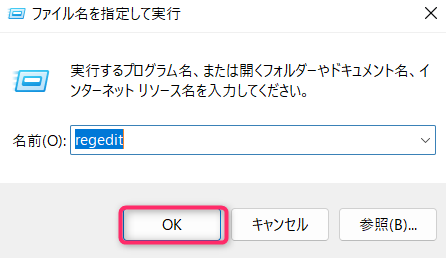 ファイル名を指定して実行
実行するプログラム名、または開くフォルダーやドキュメント名、イ
ンターネット リソース名を入力してください。
名前(O): regedit
OK キャンセル 参照(B)...